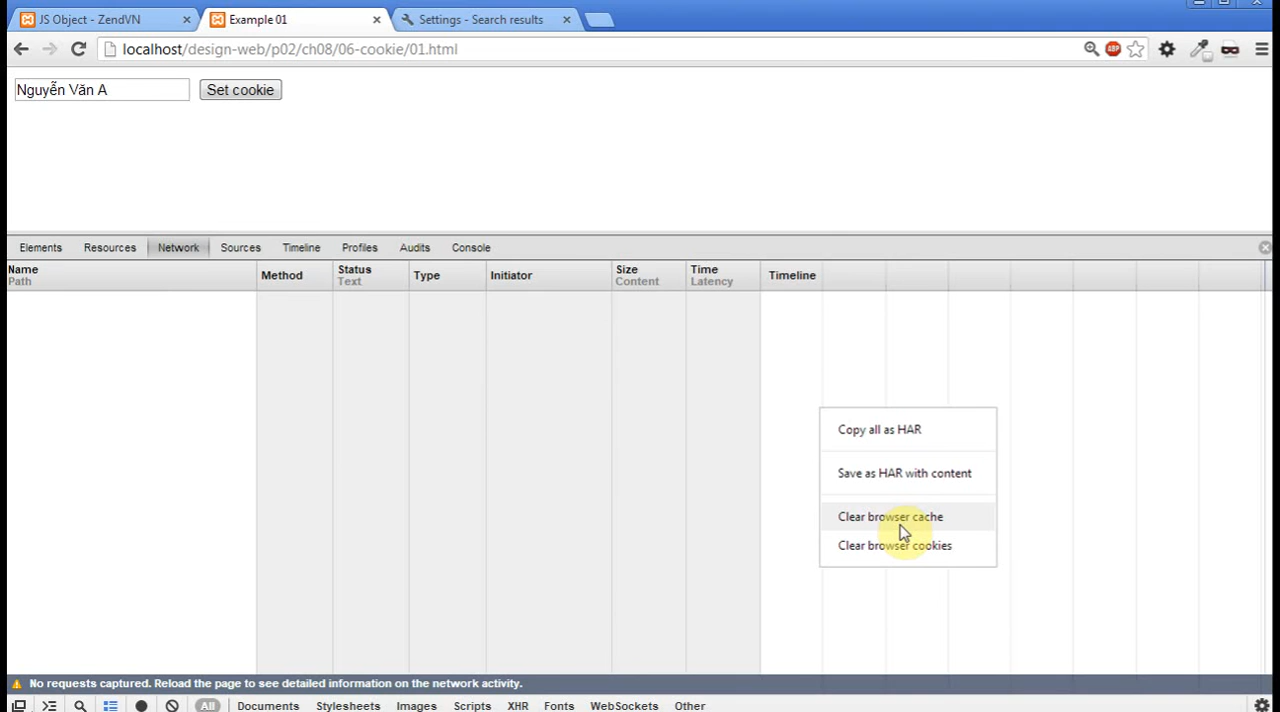 JS Object - ZendVN
Example 01
Settings - Search results
localhost/design-web/p02/ch08/06-cookie/01.html
ABP
Nguyễn Văn A
Set cookie
Elements Resources Network Sources Timeline Profiles Audits Console
Name Method Status Type Initiator Size Time Timeline
Path Text Content Latency
Copy all as HAR
Save as HAR with content
Clear browser cache
Clear browser cookies
No requests captured. Reload the page to see detailed information on the network activity.
All Documents Stylesheets Images Scripts XHR Fonts WebSockets Other